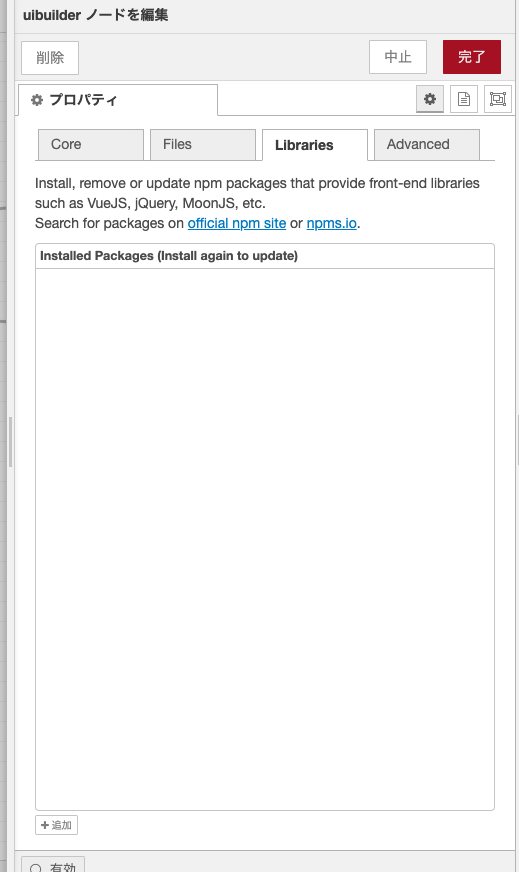 uibuilder ノードを編集
削除 中止 完了
プロパティ
Core Files Libraries Advanced
Install, remove or update npm packages that provide front-end libraries
such as VueJS, jQuery, MoonJS, etc.
Search for packages on official npm site or npms.io.
Installed Packages (Install again to update)
+ 追加
有効